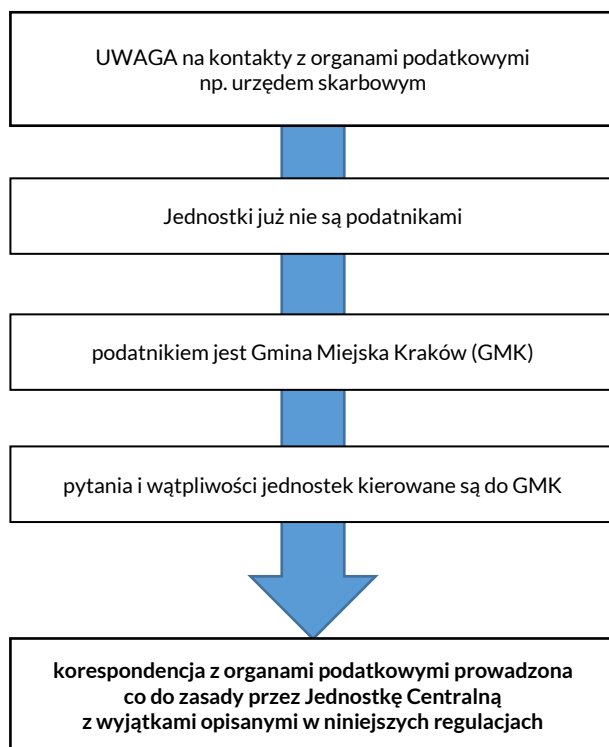 UWAGA na kontakty z organami podatkowymi
np. urzędem skarbowym
Jednostki już nie są podatnikami
podatnikiem jest Gmina Miejska Kraków (GMK)
pytania i wątpliwości jednostek kierowane są do GMK
korespondencja z organami podatkowymi prowadzona
co do zasady przez Jednostkę Centralną
z wyjątkami opisanymi w niniejszych regulacjach